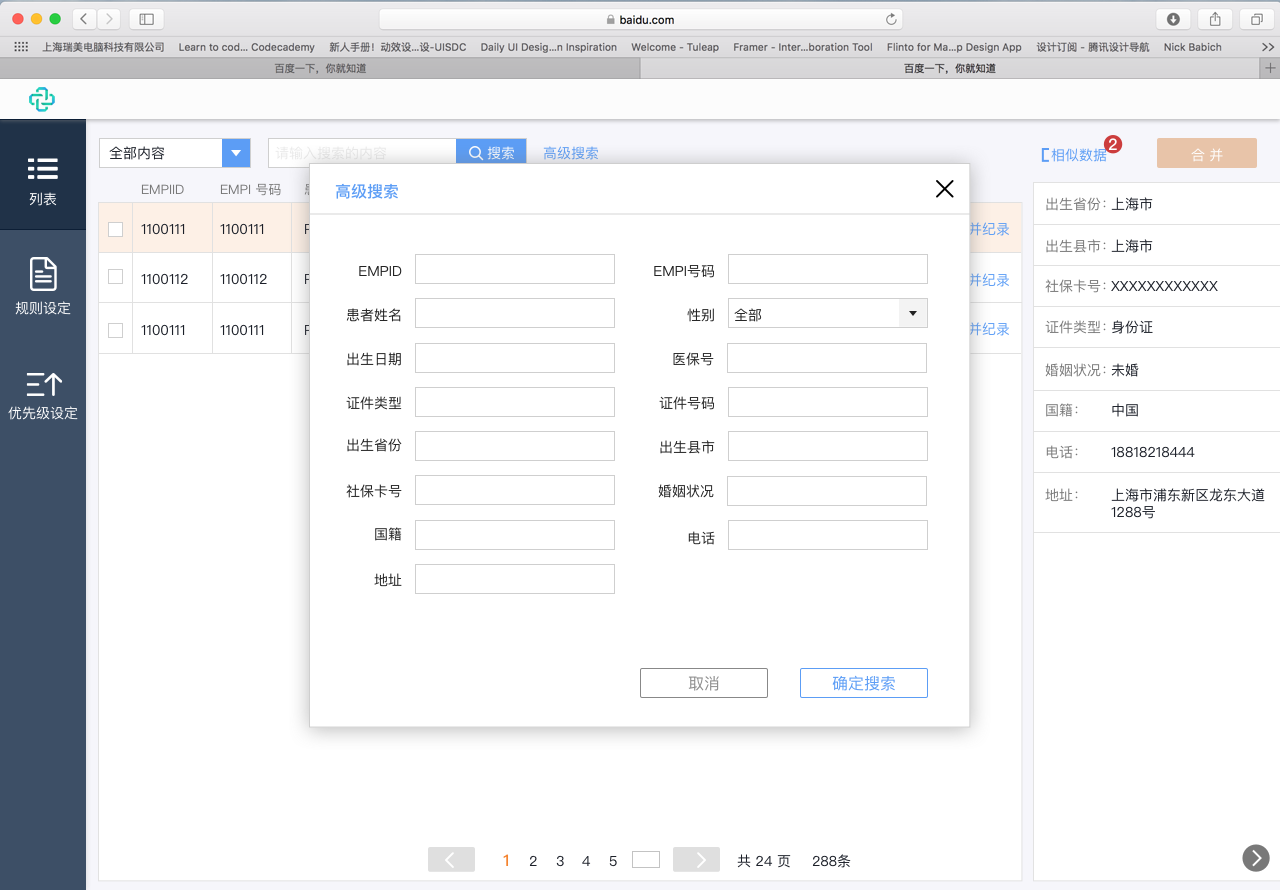 baidu.com
上海瑞美电脑科技有限公司 Learn to cod... Codecademy 新人手册！动效设...设-UISDC Daily UI Desig...n Inspiration Welcome - Tuleap Framer - Inter...boration Tool Flinto for Ma...p Design App 设计订阅 - 腾讯设计导航 Nick Babich
百度一下，你就知道 百度一下，你就知道
列表
规则设定
优先级设定
全部内容 请输入搜索的内容 搜索 高级搜索 相似数据 2 合并
EMPIID EMPI 号码
1100111 1100111 并纪录
1100112 1100112 并纪录
1100111 1100111 并纪录
高级搜索
EMPID EMPI号码
患者姓名 性别 全部
出生日期 医保号
证件类型 证件号码
出生省份 出生县市
社保卡号 婚姻状况
国籍 电话
地址
取消 确定搜索
出生省份：上海市
出生县市：上海市
社保卡号：XXXXXXXXXXXX
证件类型：身份证
婚姻状况：未婚
国籍： 中国
电话： 18818218444
地址： 上海市浦东新区龙东大道
1288号
1 2 3 4 5 共 24 页 288条